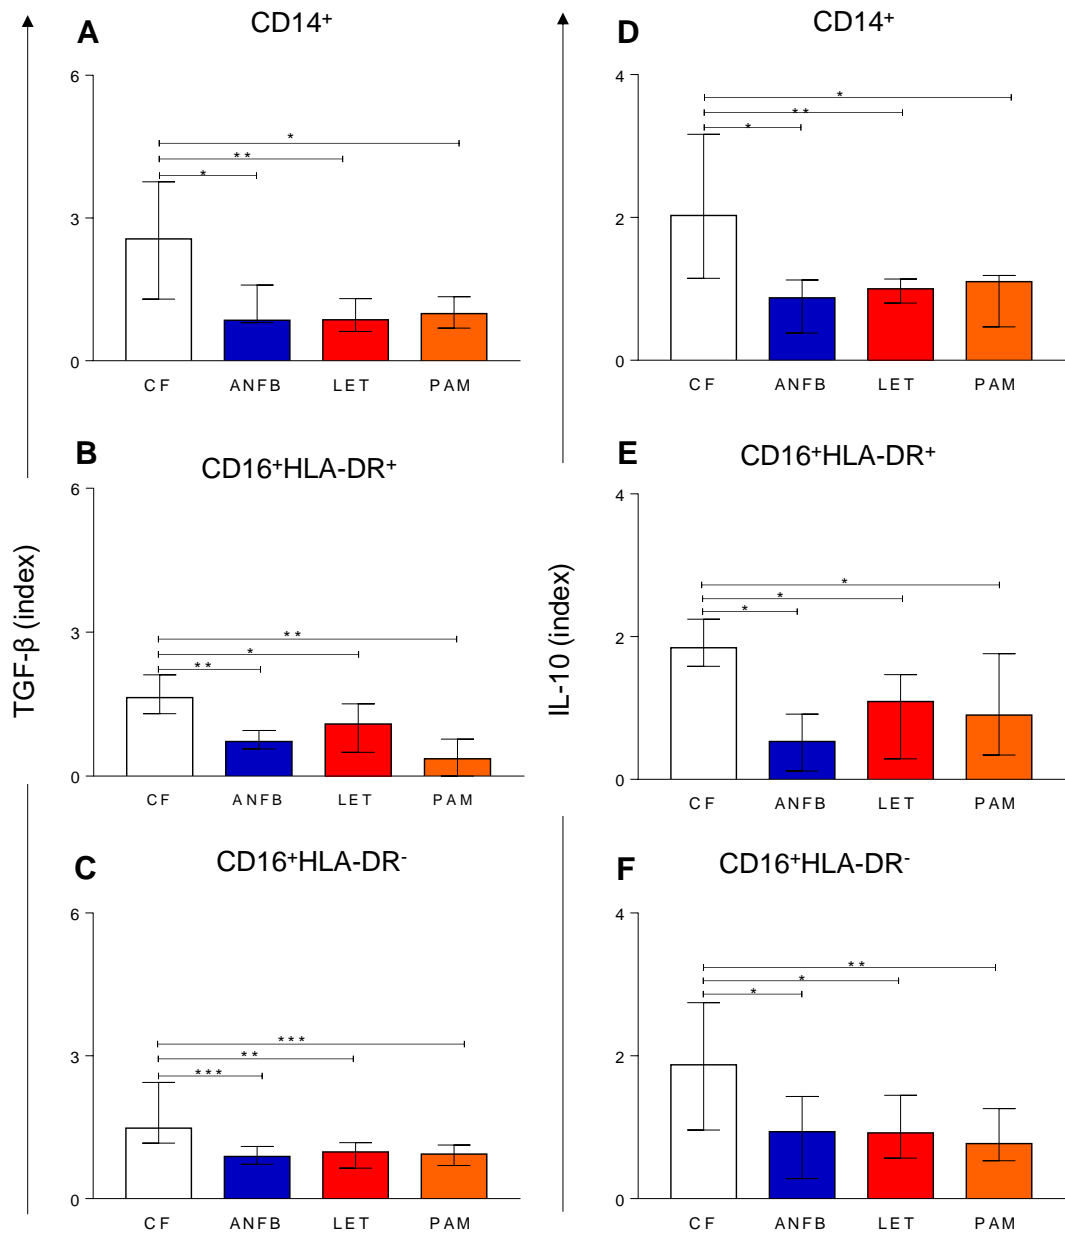 A
CD14⁺
6
3
0
*
**
*
CF ANFB LET PAM
B
CD16⁺HLA-DR⁺
6
3
0
**
*
**
CF ANFB LET PAM
C
CD16⁺HLA-DR⁻
6
3
0
***
**
***
CF ANFB LET PAM
TGF-β (index)
D
CD14⁺
4
2
0
*
**
*
CF ANFB LET PAM
E
CD16⁺HLA-DR⁺
4
2
0
*
*
*
CF ANFB LET PAM
F
CD16⁺HLA-DR⁻
4
2
0
**
*
*
CF ANFB LET PAM
IL-10 (index)